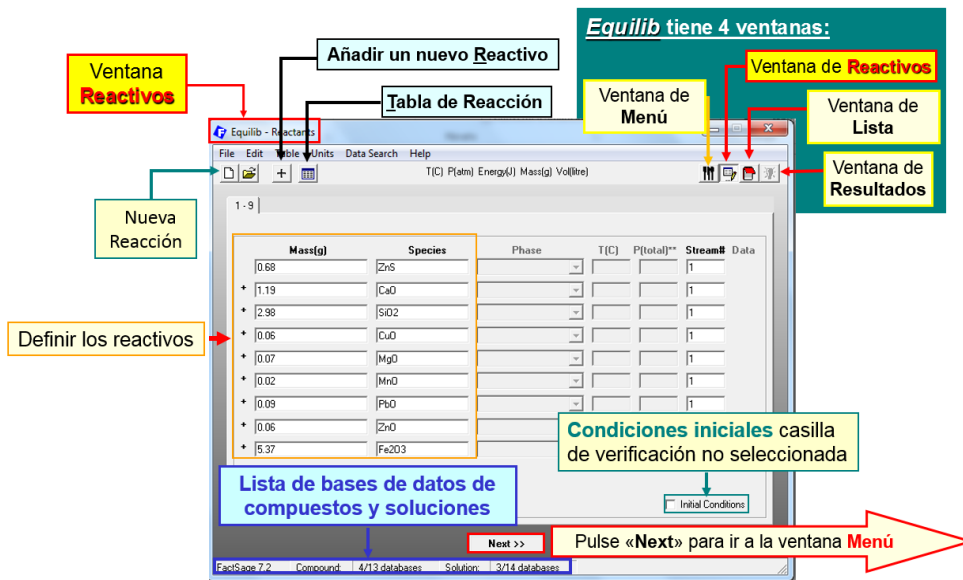 Equilib tiene 4 ventanas:
Ventana
Reactivos
Añadir un nuevo Reactivo
Tabla de Reacción
Ventana de Reactivos
Ventana de
Menú
Ventana de
Lista
Ventana de
Resultados
Nueva
Reacción
Equilib - Reactants
File Edit Table Units Data Search Help
T(C) P(atm) Energy(J) Mass(g) Vol(litre)
1 - 9
Mass(g) Species Phase T(C) P(total)** Stream# Data
0.68 ZnS 1
+ 1.19 CaO 1
+ 2.98 SiO2 1
+ 0.06 CuO 1
+ 0.07 MgO 1
+ 0.02 MnO 1
+ 0.09 PbO 1
+ 0.06 ZnO
+ 5.37 Fe2O3
Definir los reactivos
Condiciones iniciales casilla
de verificación no seleccionada
Initial Conditions
Lista de bases de datos de
compuestos y soluciones
Next >>
Pulse «Next» para ir a la ventana Menú
FactSage 7.2 Compound: 4/13 databases Solution: 3/14 databases